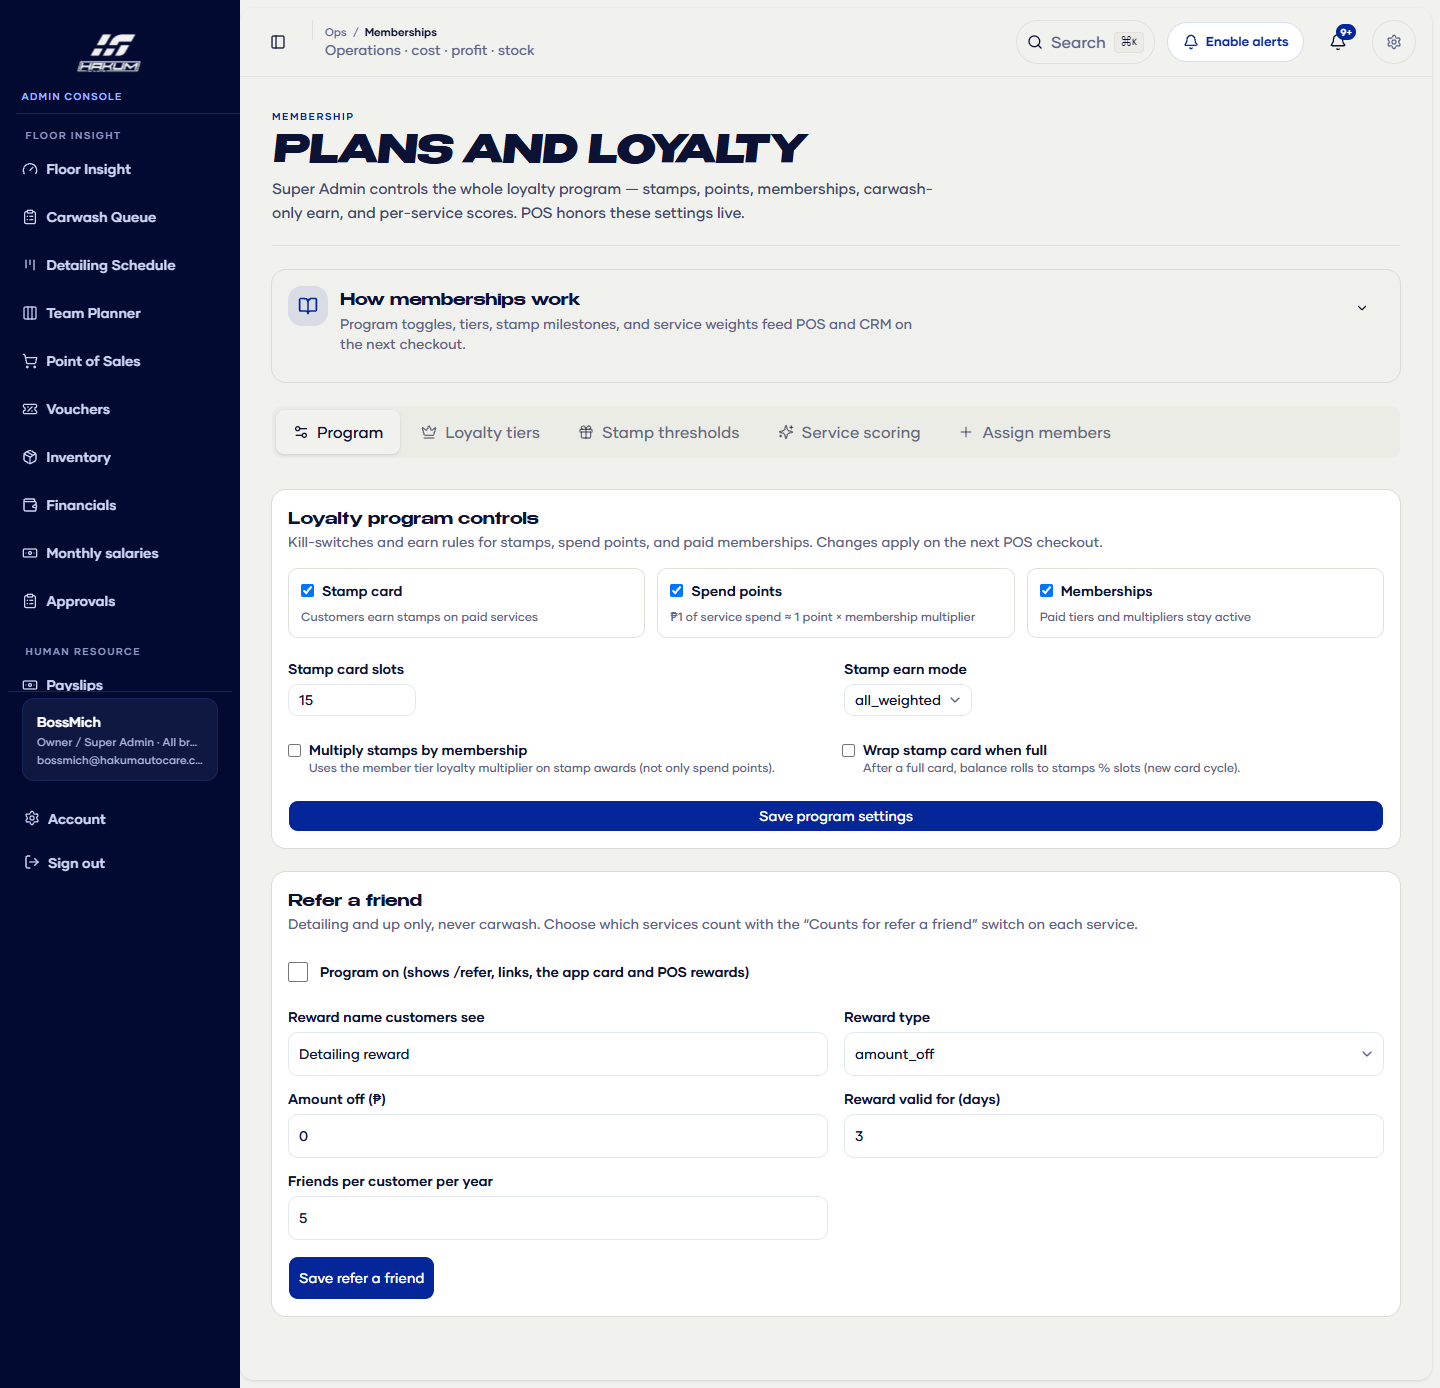 HAKUM
ADMIN CONSOLE
FLOOR INSIGHT
Floor Insight
Carwash Queue
Detailing Schedule
Team Planner
Point of Sales
Vouchers
Inventory
Financials
Monthly salaries
Approvals
HUMAN RESOURCE
Payslips
BossMich
Owner / Super Admin · All br...
bossmich@hakumautocare.c...
Account
Sign out
Ops / Memberships
Operations · cost · profit · stock
Search ⌘K
Enable alerts
9+
MEMBERSHIP
PLANS AND LOYALTY
Super Admin controls the whole loyalty program — stamps, points, memberships, carwash-
only earn, and per-service scores. POS honors these settings live.
How memberships work
Program toggles, tiers, stamp milestones, and service weights feed POS and CRM on
the next checkout.
Program
Loyalty tiers
Stamp thresholds
Service scoring
Assign members
Loyalty program controls
Kill-switches and earn rules for stamps, spend points, and paid memberships. Changes apply on the next POS checkout.
Stamp card
Customers earn stamps on paid services
Spend points
₱1 of service spend ≈ 1 point × membership multiplier
Memberships
Paid tiers and multipliers stay active
Stamp card slots
15
Stamp earn mode
all_weighted
Multiply stamps by membership
Uses the member tier loyalty multiplier on stamp awards (not only spend points).
Wrap stamp card when full
After a full card, balance rolls to stamps % slots (new card cycle).
Save program settings
Refer a friend
Detailing and up only, never carwash. Choose which services count with the “Counts for refer a friend” switch on each service.
Program on (shows /refer, links, the app card and POS rewards)
Reward name customers see
Detailing reward
Reward type
amount_off
Amount off (₱)
0
Reward valid for (days)
3
Friends per customer per year
5
Save refer a friend